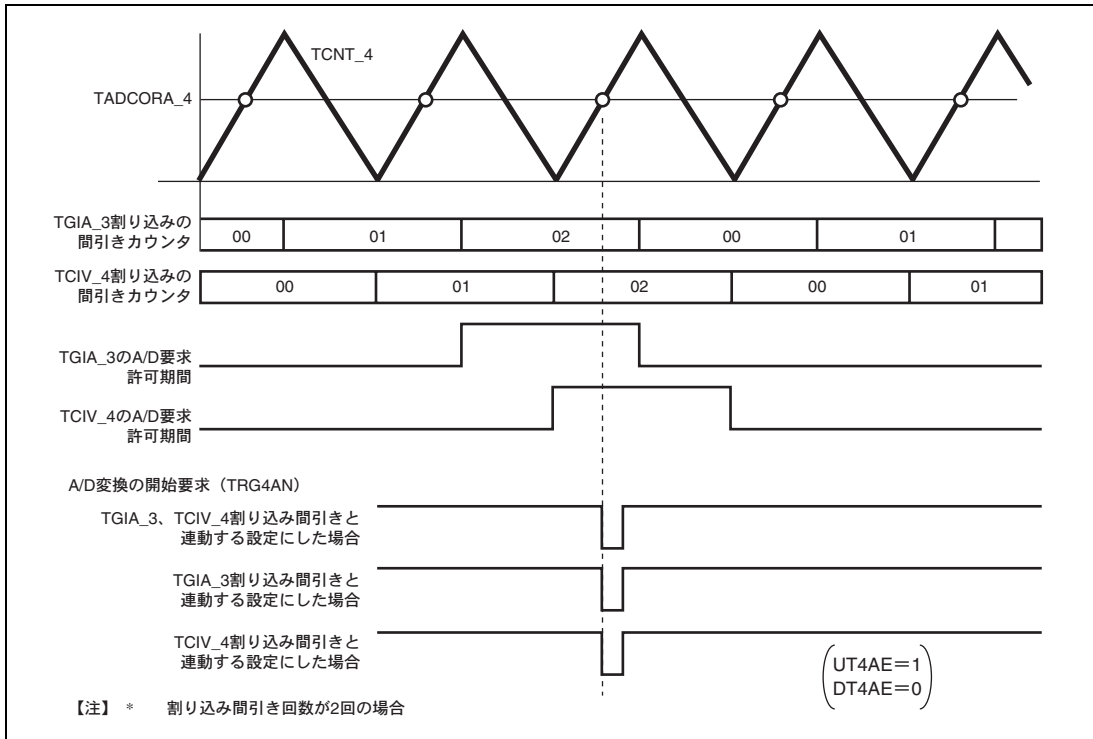 TCNT_4
TADCORA_4
TGIA_3割り込みの
間引きカウンタ
00
01
02
00
01
TCIV_4割り込みの
間引きカウンタ
00
01
02
00
01
TGIA_3のA/D要求
許可期間
TCIV_4のA/D要求
許可期間
A/D変換の開始要求（TRG4AN）
TGIA_3、TCIV_4割り込み間引きと
連動する設定にした場合
TGIA_3割り込み間引きと
連動する設定にした場合
TCIV_4割り込み間引きと
連動する設定にした場合
UT4AE＝1
DT4AE＝0
【注】 * 割り込み間引き回数が2回の場合